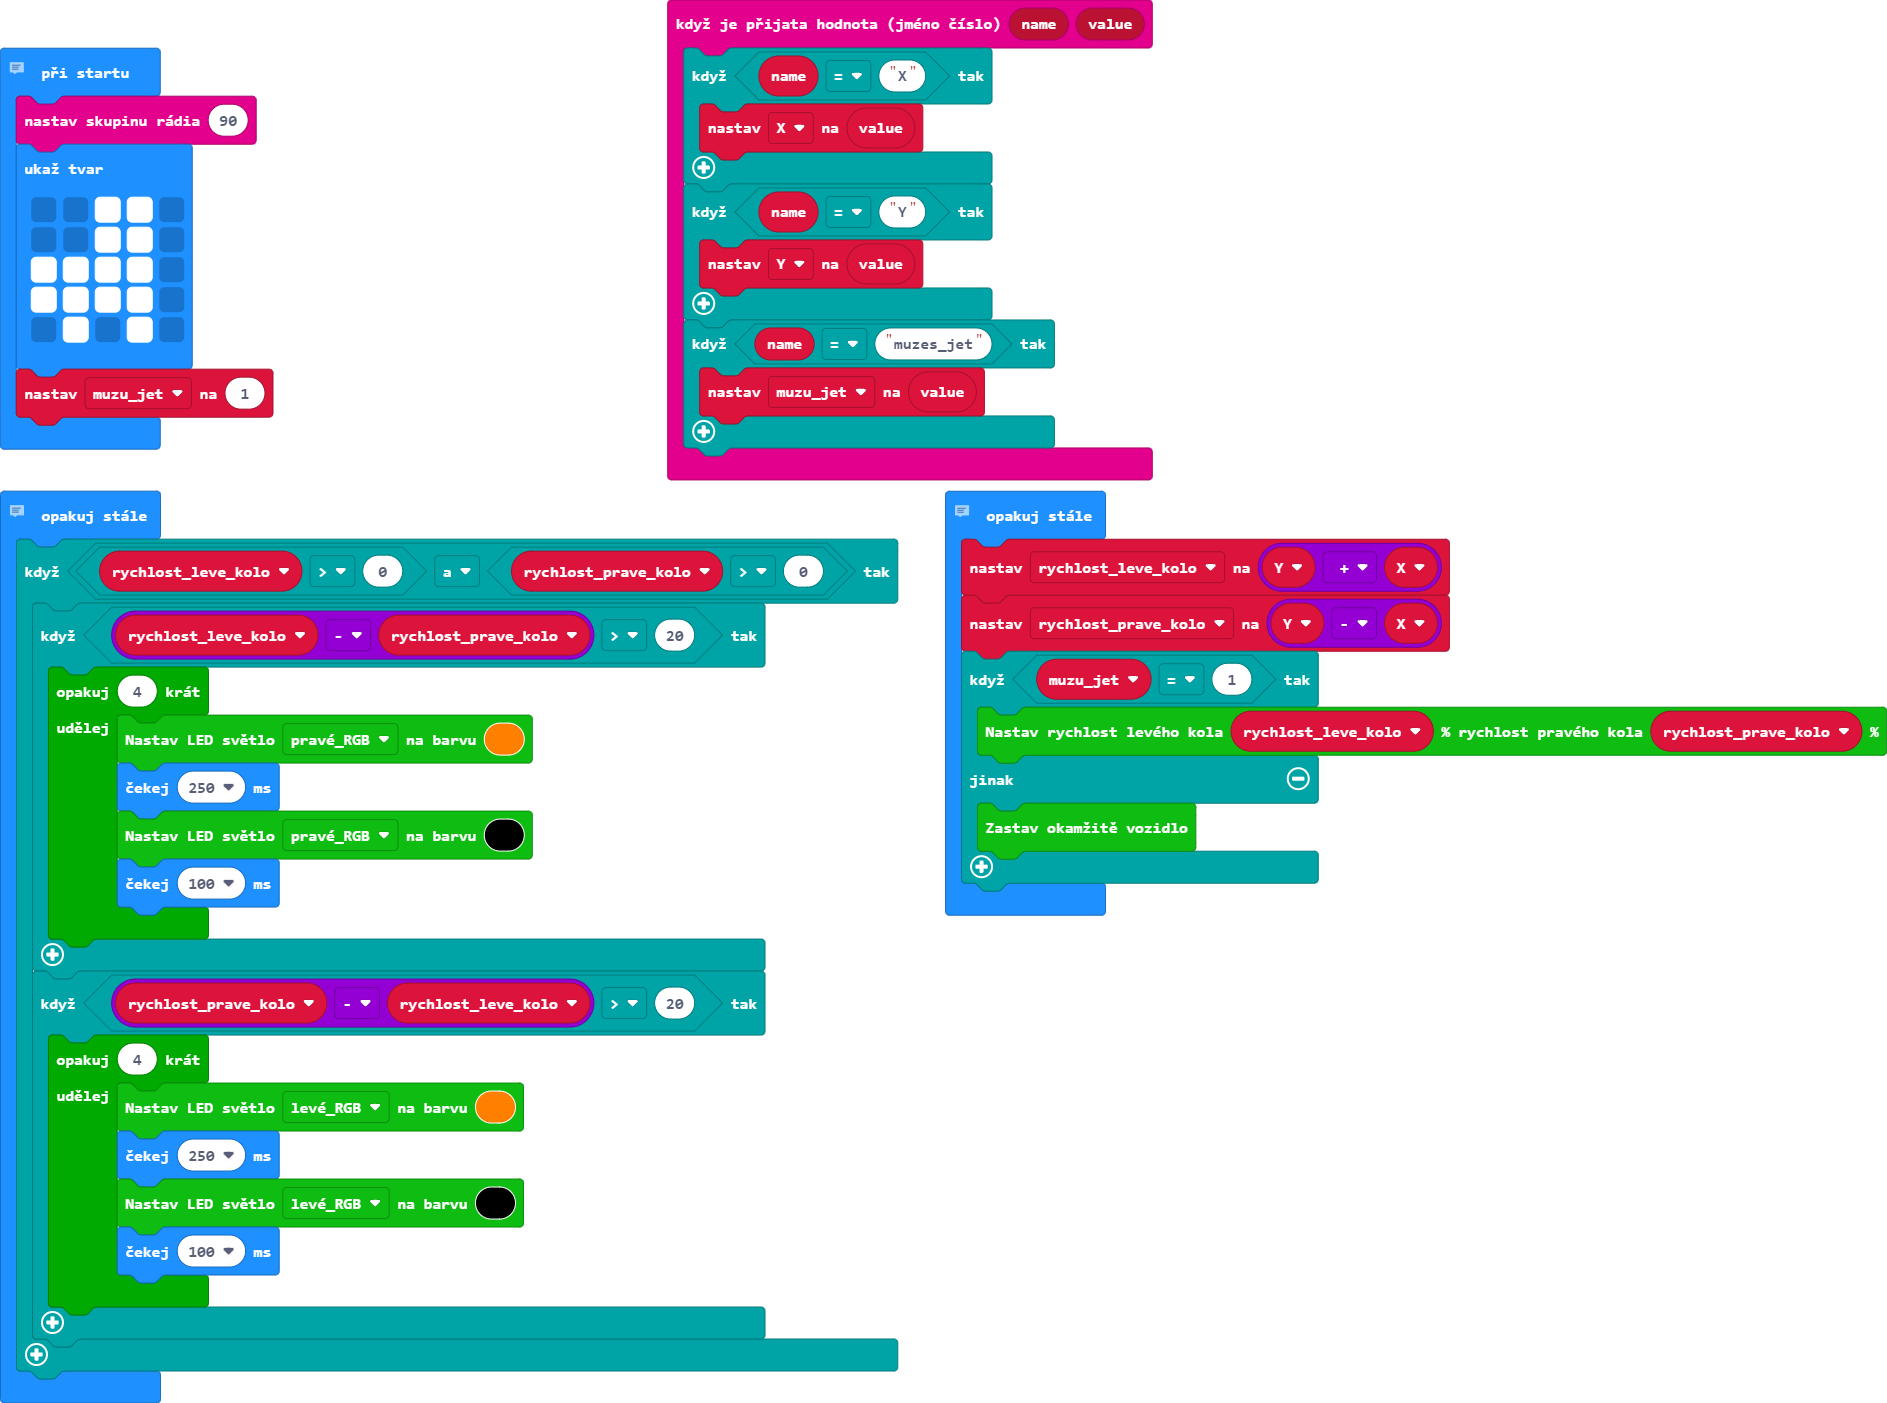 při startu
nastav skupinu rádia 90
ukaž tvar
nastav muzu_jet na 1
když je přijata hodnota (jméno číslo) name value
když name = "X" tak
nastav X na value
když name = "Y" tak
nastav Y na value
když name = "muzes_jet" tak
nastav muzu_jet na value
opakuj stále
když rychlost_leve_kolo > 0 a rychlost_prave_kolo > 0 tak
když rychlost_leve_kolo - rychlost_prave_kolo > 20 tak
opakuj 4 krát
udělej
Nastav LED světlo pravé_RGB na barvu
čekej 250 ms
Nastav LED světlo pravé_RGB na barvu
čekej 100 ms
když rychlost_prave_kolo - rychlost_leve_kolo > 20 tak
opakuj 4 krát
udělej
Nastav LED světlo levé_RGB na barvu
čekej 250 ms
Nastav LED světlo levé_RGB na barvu
čekej 100 ms
opakuj stále
nastav rychlost_leve_kolo na Y + X
nastav rychlost_prave_kolo na Y - X
když muzu_jet = 1 tak
Nastav rychlost levého kola rychlost_leve_kolo % rychlost pravého kola rychlost_prave_kolo %
jinak
Zastav okamžitě vozidlo